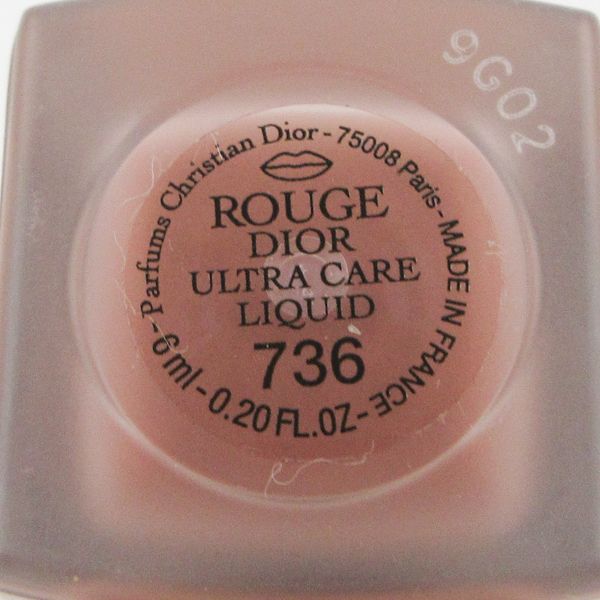 9G02
Parfums Christian Dior-75008 Paris-MADE IN FRANCE
ROUGE
DIOR
ULTRA CARE
LIQUID
736
-6 ml-0.20 FL.OZ-